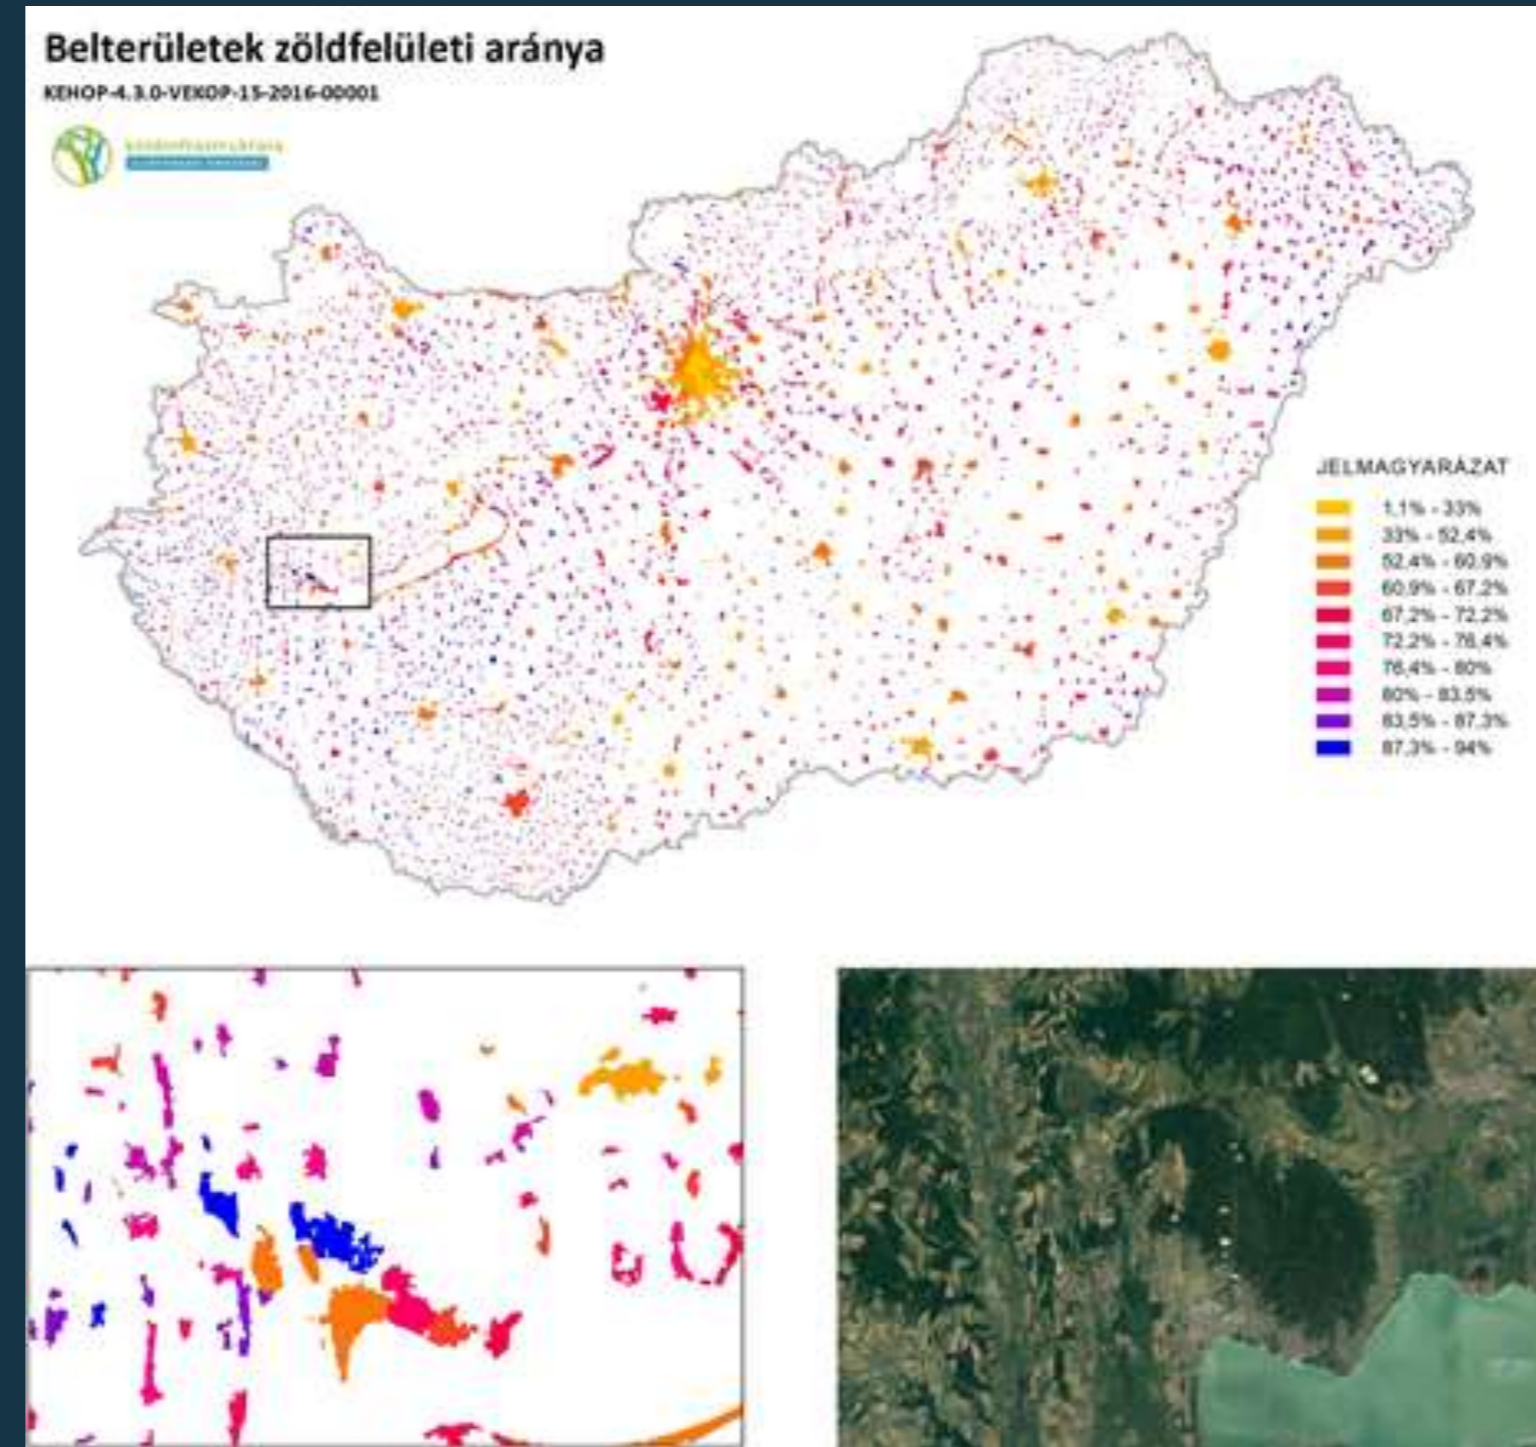 Belterületek zöldfelületi aránya
KEHOP-4.3.0-VEKOP-15-2016-00001
JELMAGYARÁZAT
1,1% - 33%
33% - 52,4%
52,4% - 60,9%
60,9% - 67,2%
67,2% - 72,2%
72,2% - 76,4%
76,4% - 80%
80% - 83,5%
83,5% - 87,3%
87,3% - 94%